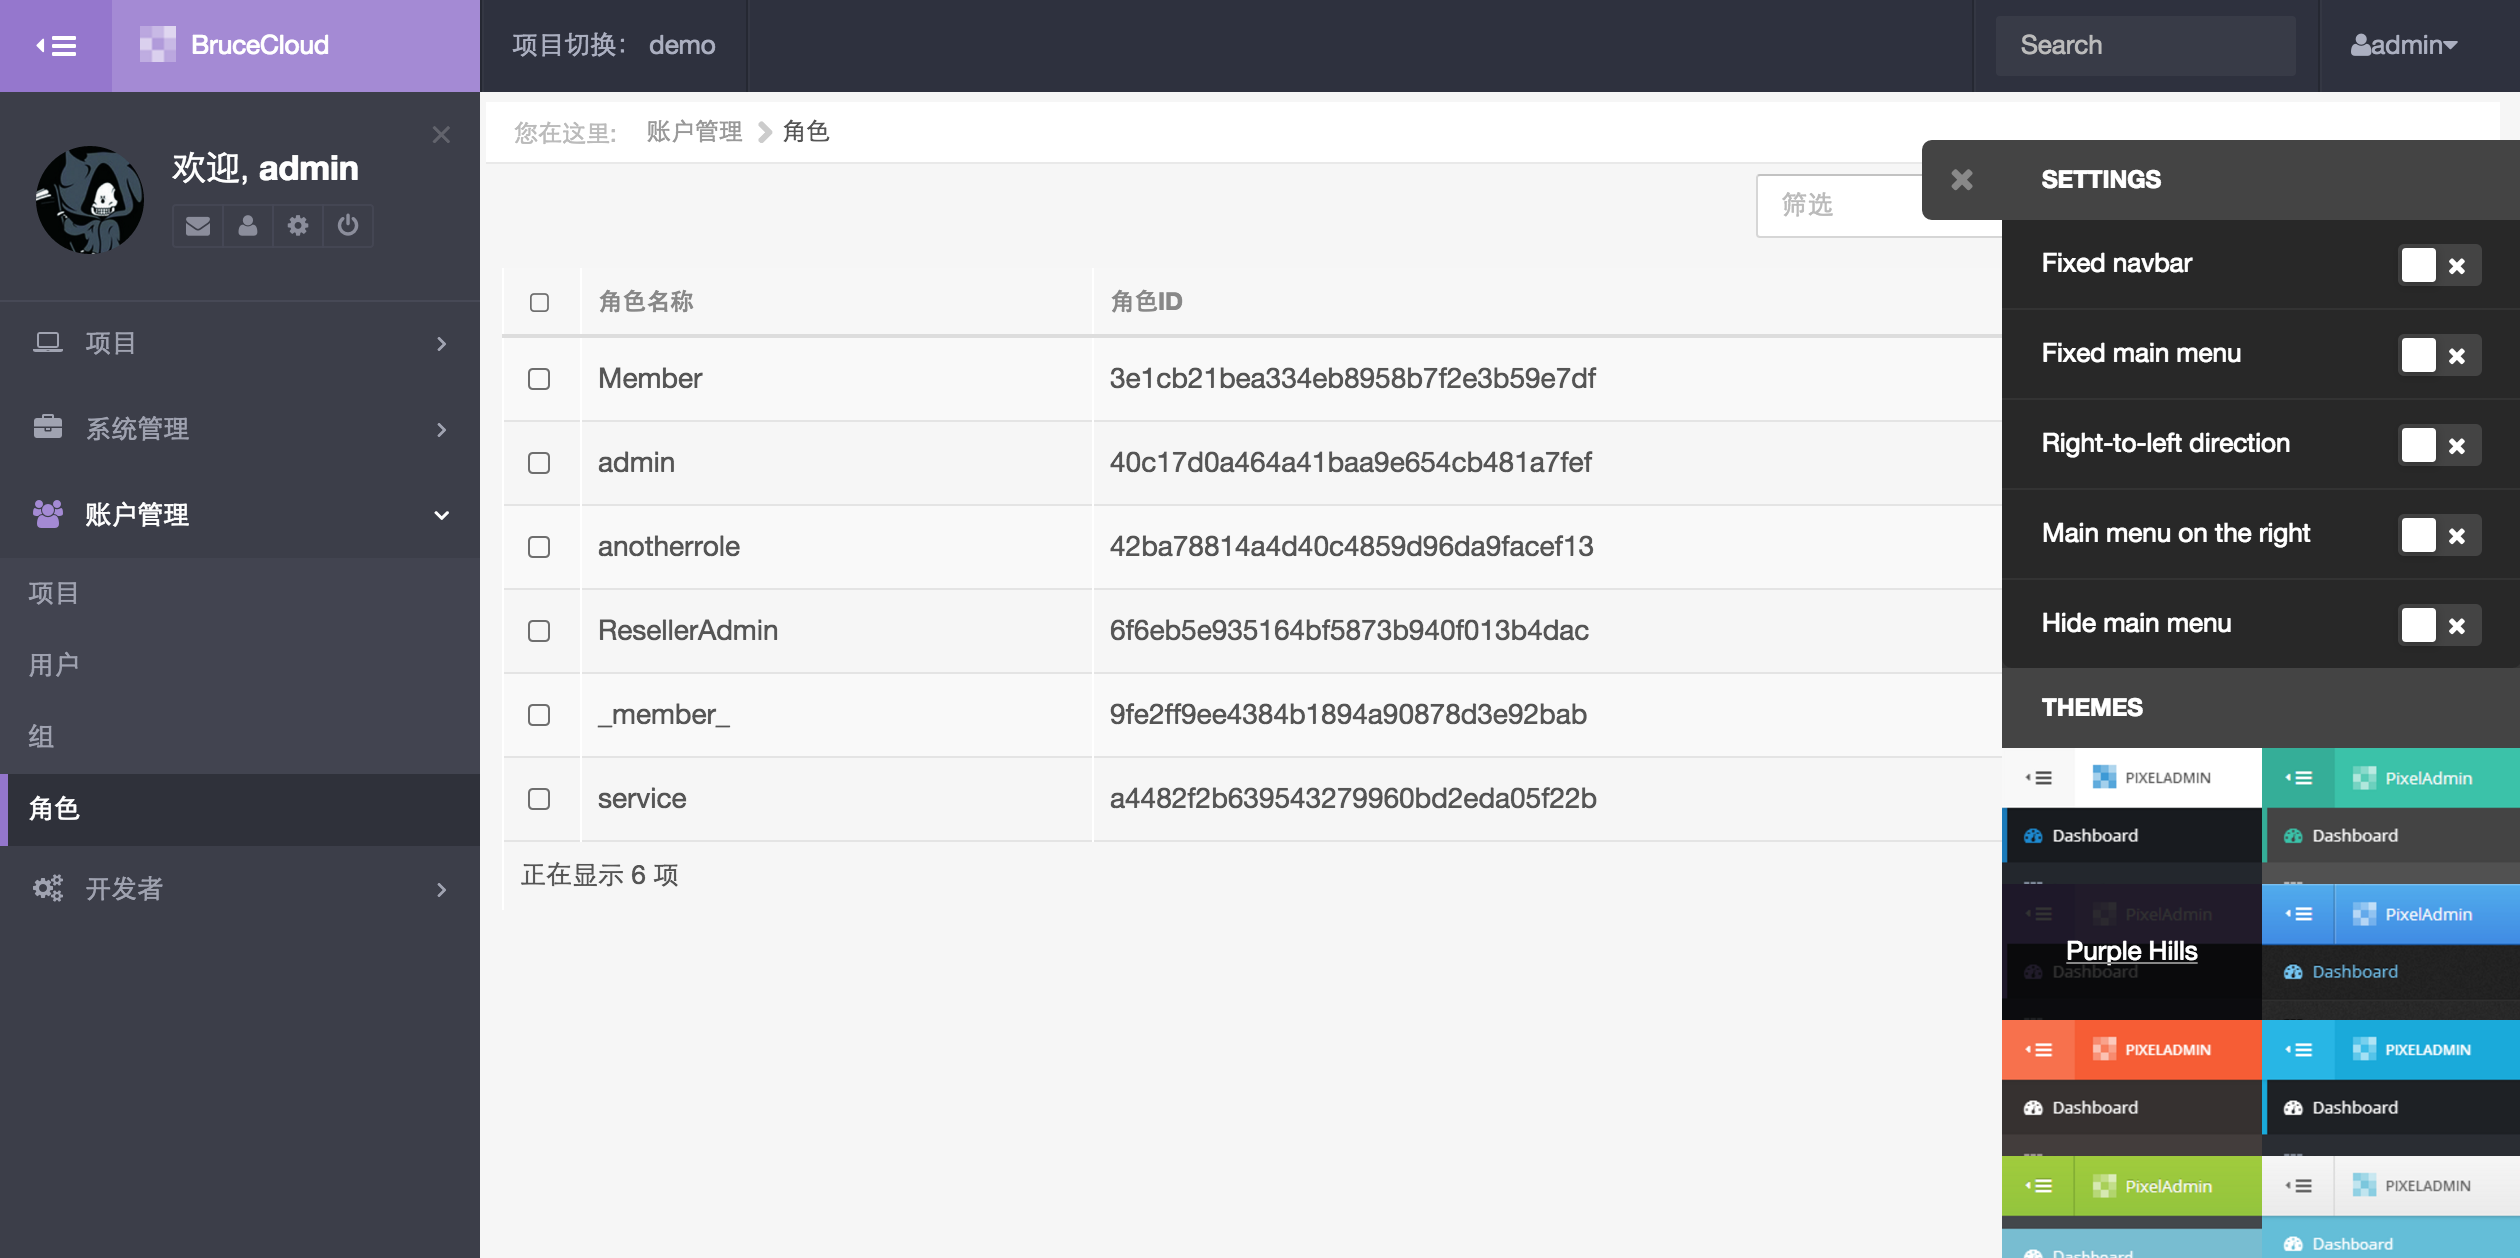 BruceCloud
项目切换： demo
Search
admin
欢迎, admin
项目
系统管理
账户管理
项目
用户
组
角色
开发者
您在这里: 账户管理 角色
筛选
角色名称 角色ID
Member 3e1cb21bea334eb8958b7f2e3b59e7df
admin 40c17d0a464a41baa9e654cb481a7fef
anotherrole 42ba78814a4d40c4859d96da9facef13
ResellerAdmin 6f6eb5e935164bf5873b940f013b4dac
_member_ 9fe2ff9ee4384b1894a90878d3e92bab
service a4482f2b639543279960bd2eda05f22b
正在显示 6 项
SETTINGS
Fixed navbar
Fixed main menu
Right-to-left direction
Main menu on the right
Hide main menu
THEMES
PIXELADMIN PixelAdmin
Dashboard Dashboard
PixelAdmin PixelAdmin
Purple Hills
Dashboard Dashboard
PIXELADMIN PIXELADMIN
Dashboard Dashboard
PixelAdmin PIXELADMIN
Dashboard Dashboard